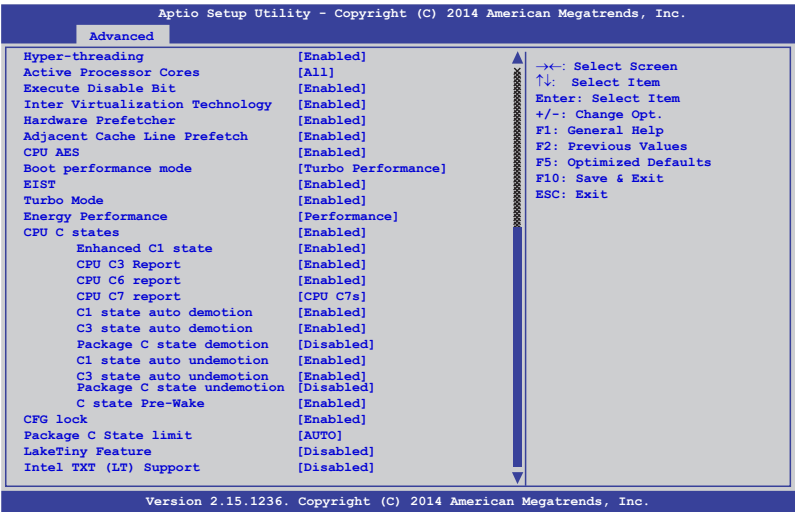 Aptio Setup Utility - Copyright (C) 2014 American Megatrends, Inc.
Advanced
Hyper-threading [Enabled]
Active Processor Cores [All]
Execute Disable Bit [Enabled]
Inter Virtualization Technology [Enabled]
Hardware Prefetcher [Enabled]
Adjacent Cache Line Prefetch [Enabled]
CPU AES [Enabled]
Boot performance mode [Turbo Performance]
EIST [Enabled]
Turbo Mode [Enabled]
Energy Performance [Performance]
CPU C states [Enabled]
Enhanced C1 state [Enabled]
CPU C3 Report [Enabled]
CPU C6 report [Enabled]
CPU C7 report [CPU C7s]
C1 state auto demotion [Enabled]
C3 state auto demotion [Enabled]
Package C state demotion [Disabled]
C1 state auto undemotion [Enabled]
C3 state auto undemotion [Enabled]
Package C state undemotion [Disabled]
C state Pre-Wake [Enabled]
CFG lock [Enabled]
Package C State limit [AUTO]
LakeTiny Feature [Disabled]
Intel TXT (LT) Support [Disabled]
→←: Select Screen
↑↓: Select Item
Enter: Select Item
+/-: Change Opt.
F1: General Help
F2: Previous Values
F5: Optimized Defaults
F10: Save & Exit
ESC: Exit
Version 2.15.1236. Copyright (C) 2014 American Megatrends, Inc.